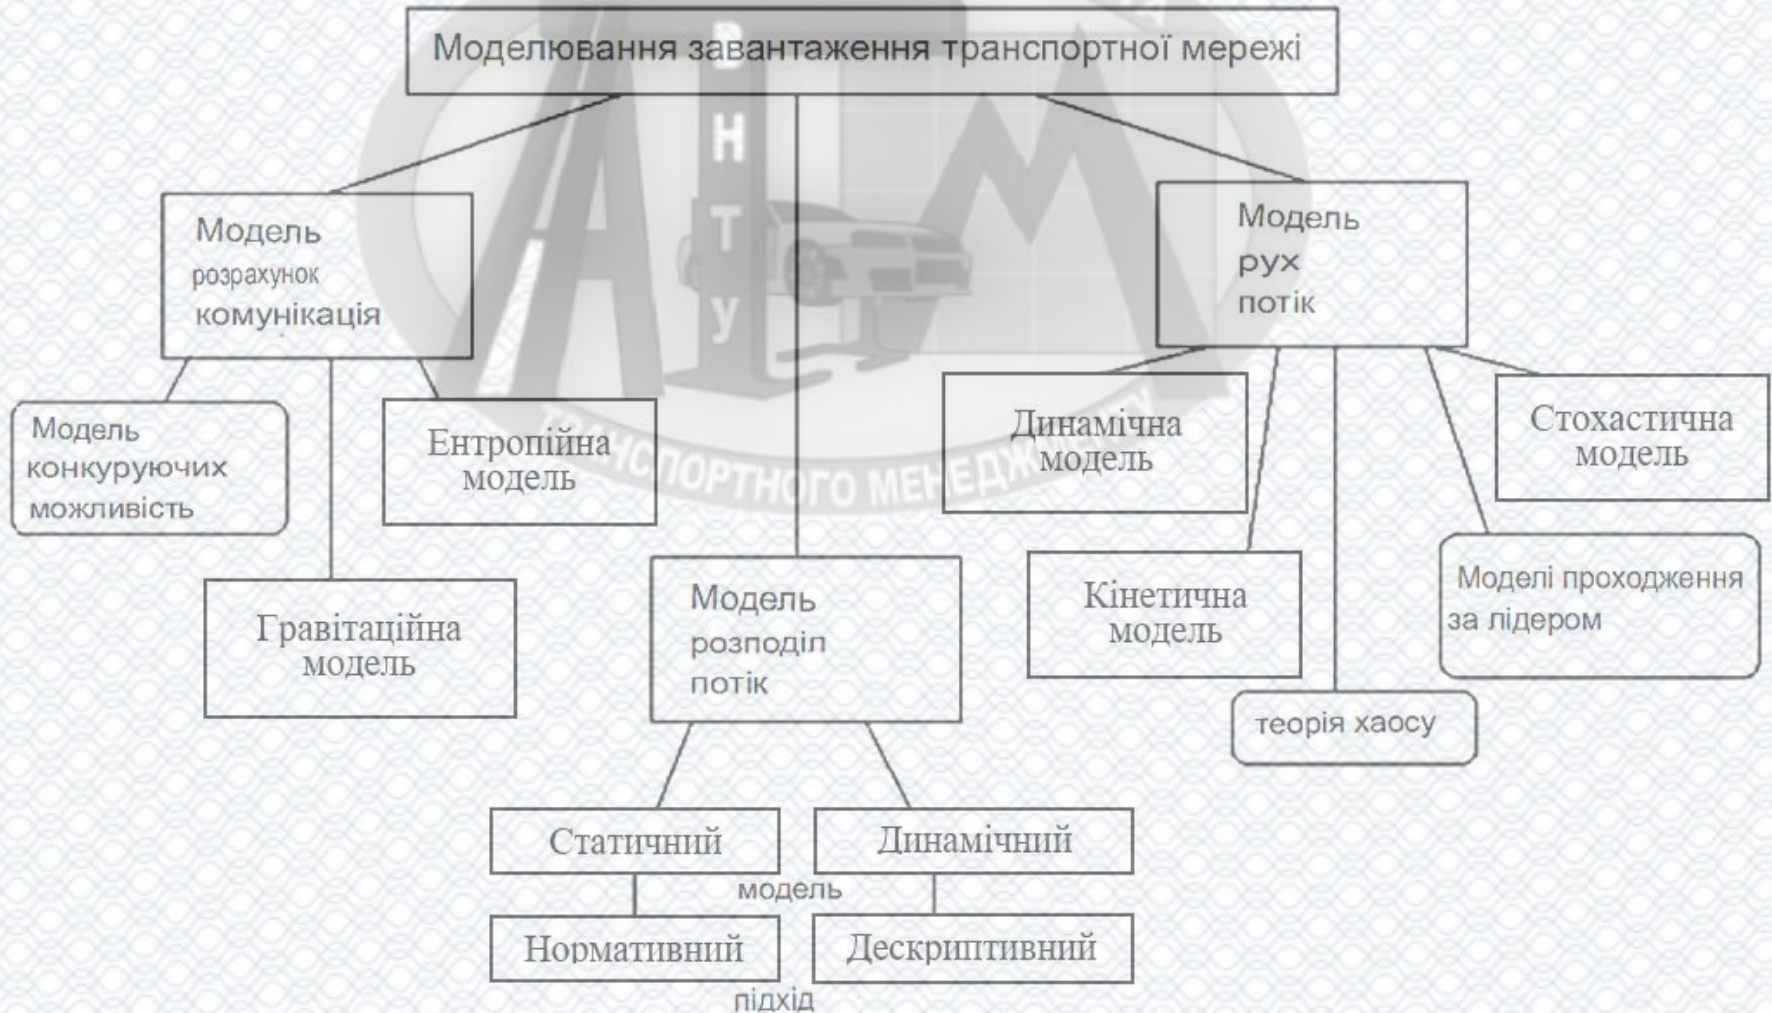 Моделювання завантаження транспортної мережі
В
Н
Т
У
ТРАНСПОРТНОГО МЕНЕДЖМЕНТУ
Модель
розрахунок
комунікація
Модель
рух
потік
Модель
конкуруючих
можливість
Ентропійна
модель
Гравітаційна
модель
Динамічна
модель
Стохастична
модель
Кінетична
модель
Моделі проходження
за лідером
теорія хаосу
Модель
розподіл
потік
Статичний
Динамічний
модель
Нормативний
Дескриптивний
підхід